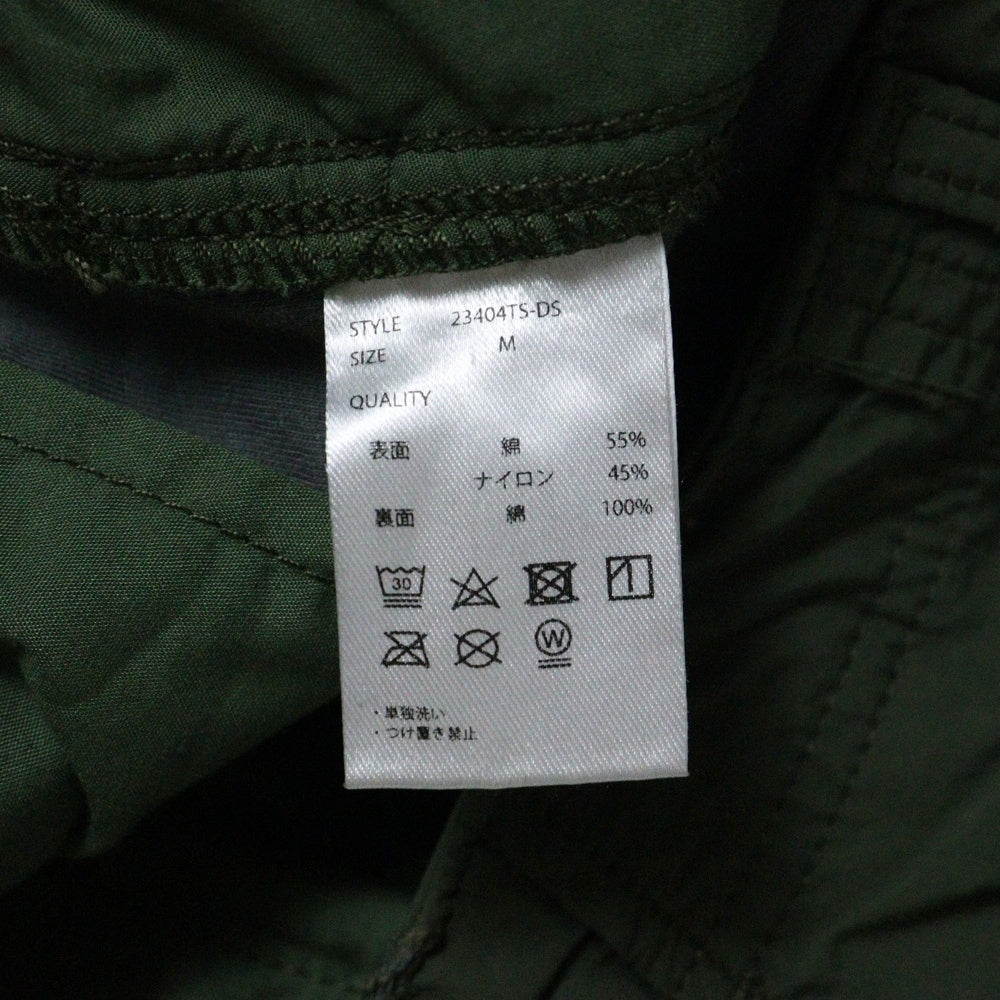 STYLE 23404TS-DS
SIZE M
QUALITY
表面 綿 55%
ナイロン 45%
裏面 綿 100%
30
W
・単独洗い
・つけ置き禁止